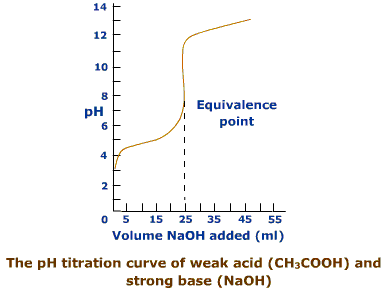 14
12
10
8
pH
6
4
2
0 5 15 25 35 45 55
Equivalence
point
Volume NaOH added (ml)
The pH titration curve of weak acid (CH₃COOH) and
strong base (NaOH)